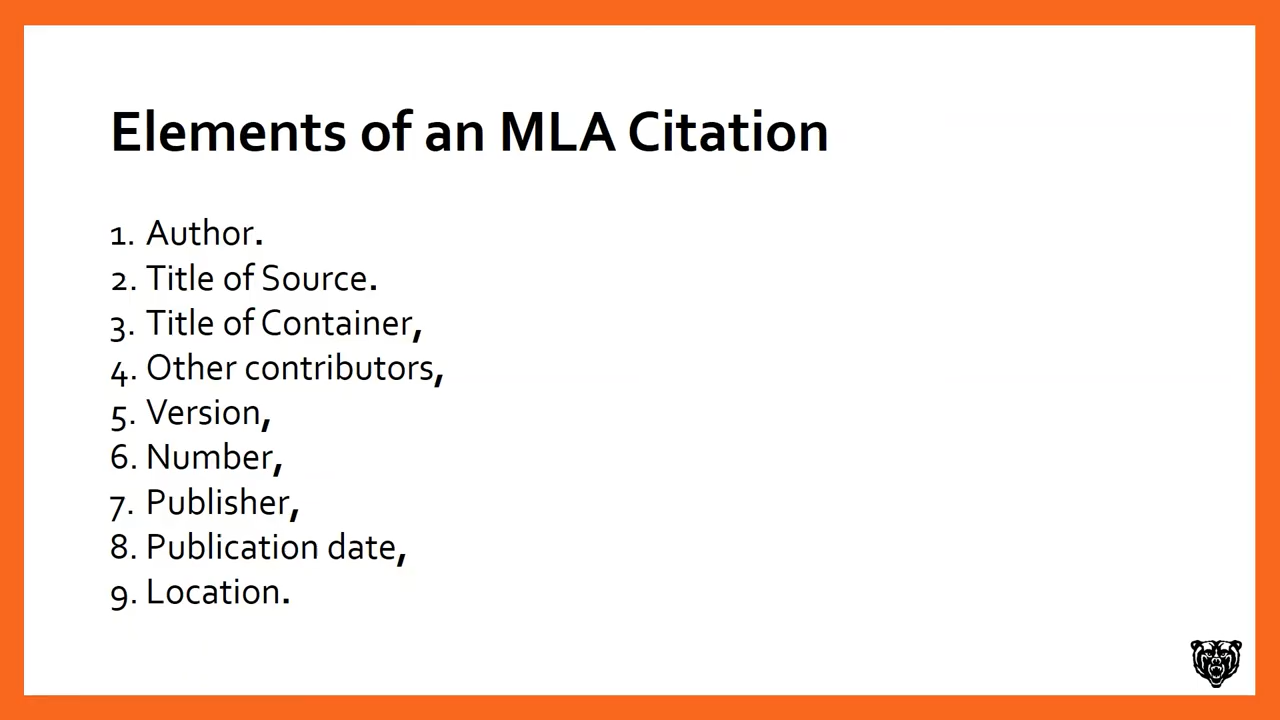 Elements of an MLA Citation
1. Author.
2. Title of Source.
3. Title of Container,
4. Other contributors,
5. Version,
6. Number,
7. Publisher,
8. Publication date,
9. Location.